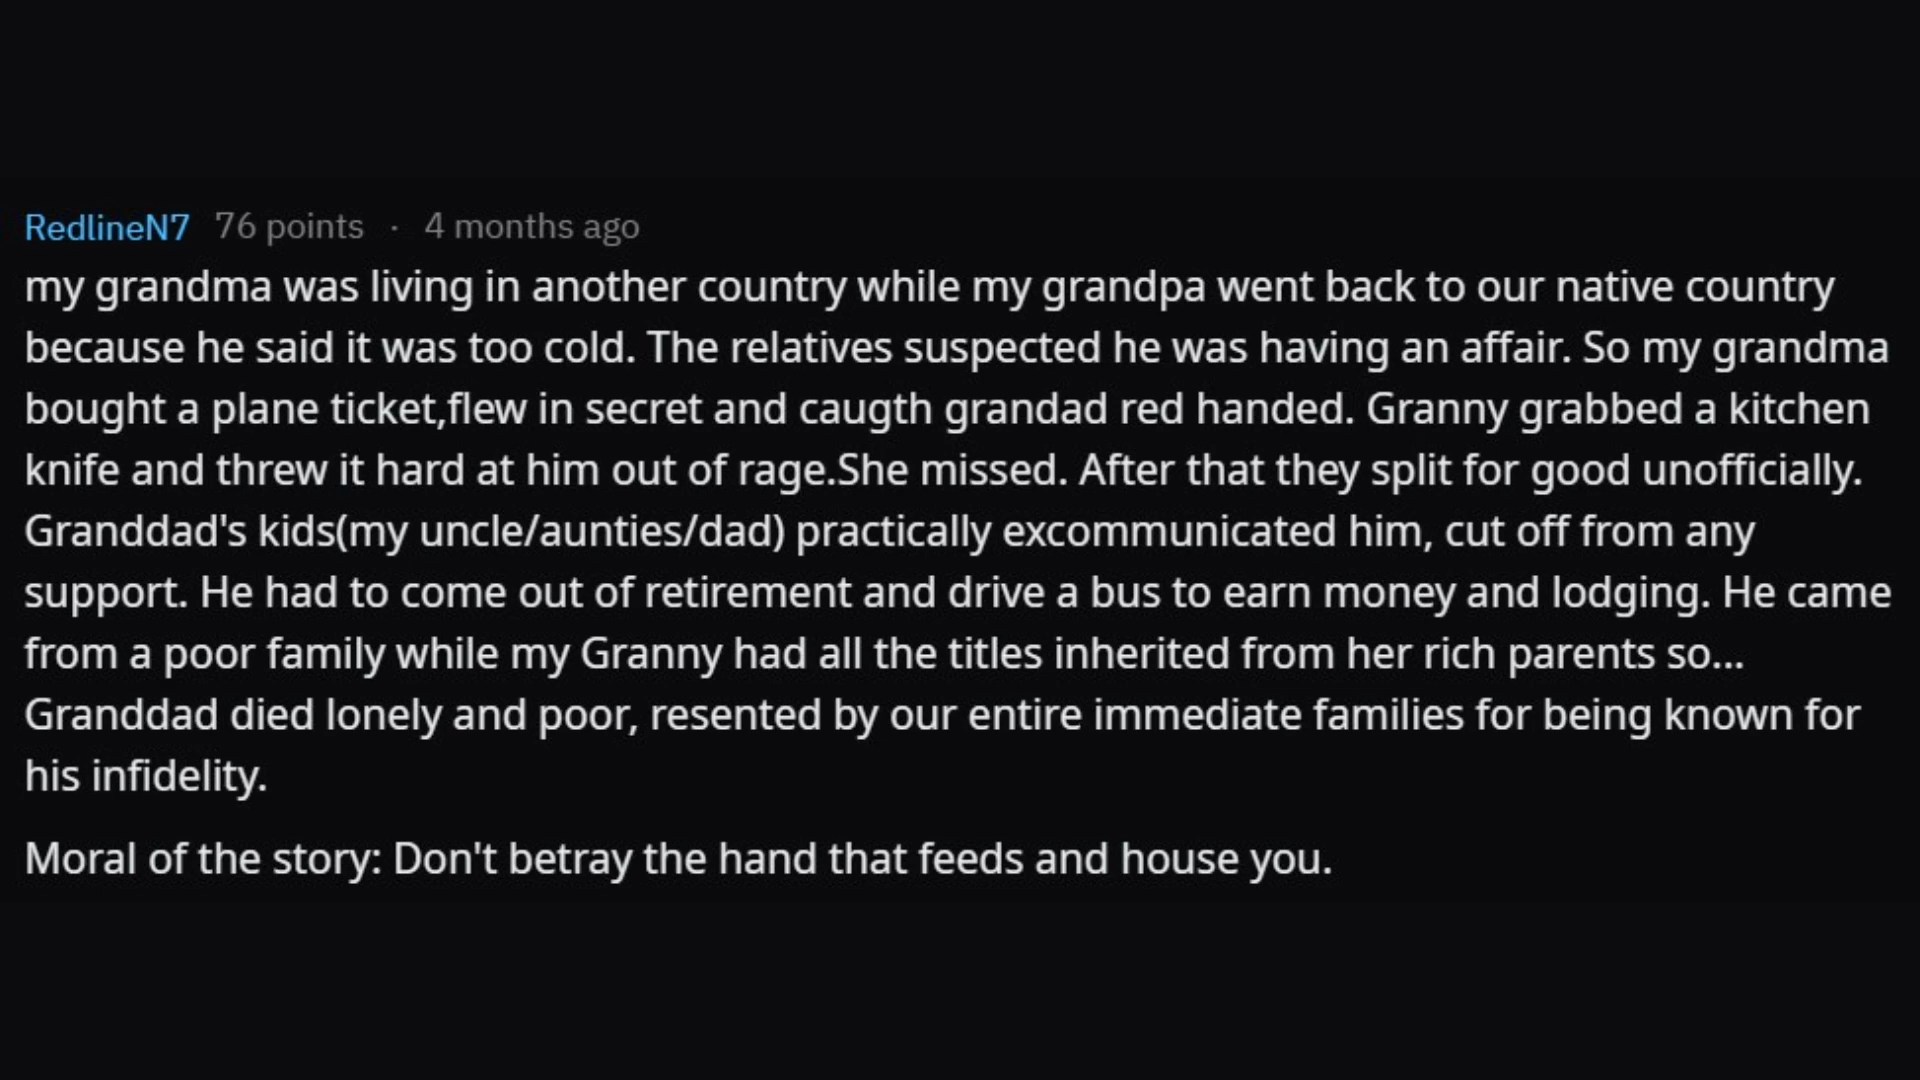 RedlineN7 76 points · 4 months ago
my grandma was living in another country while my grandpa went back to our native country
because he said it was too cold. The relatives suspected he was having an affair. So my grandma
bought a plane ticket,flew in secret and caugth grandad red handed. Granny grabbed a kitchen
knife and threw it hard at him out of rage.She missed. After that they split for good unofficially.
Granddad's kids(my uncle/aunties/dad) practically excommunicated him, cut off from any
support. He had to come out of retirement and drive a bus to earn money and lodging. He came
from a poor family while my Granny had all the titles inherited from her rich parents so...
Granddad died lonely and poor, resented by our entire immediate families for being known for
his infidelity.
Moral of the story: Don't betray the hand that feeds and house you.